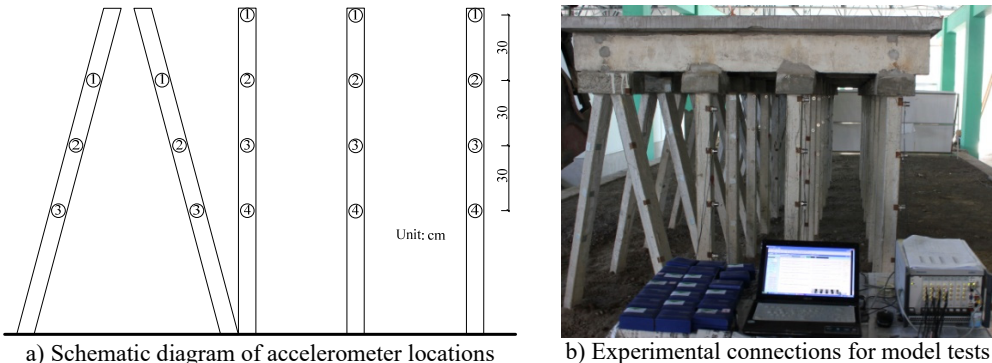 ① ① ①
30
① ① ② ② ②
30
② ② ③ ③ ③
30
③ ③ ④ ④ ④
Unit: cm
a) Schematic diagram of accelerometer locations
b) Experimental connections for model tests